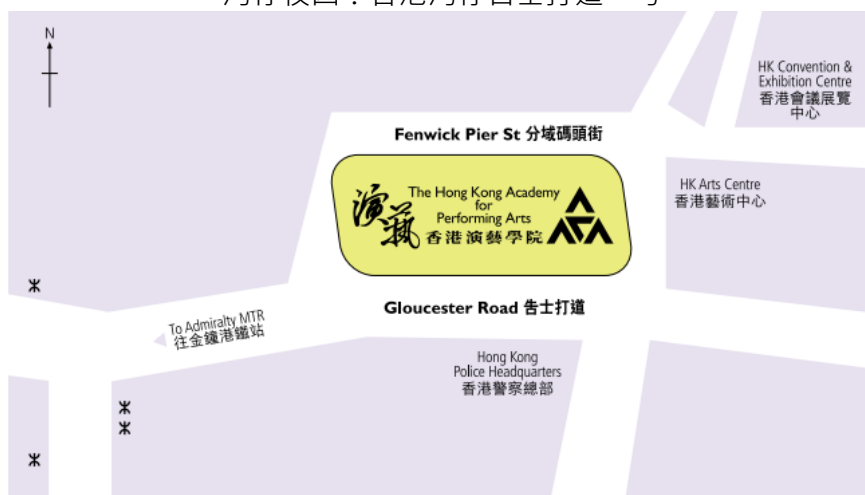 N
HK Convention &
Exhibition Centre
香港會議展覽
中心
Fenwick Pier St 分域碼頭街
演藝
The Hong Kong Academy
for
Performing Arts
香港演藝學院
HK Arts Centre
香港藝術中心
Gloucester Road 告士打道
To Admiralty MTR
往金鐘港鐵站
Hong Kong
Police Headquarters
香港警察總部